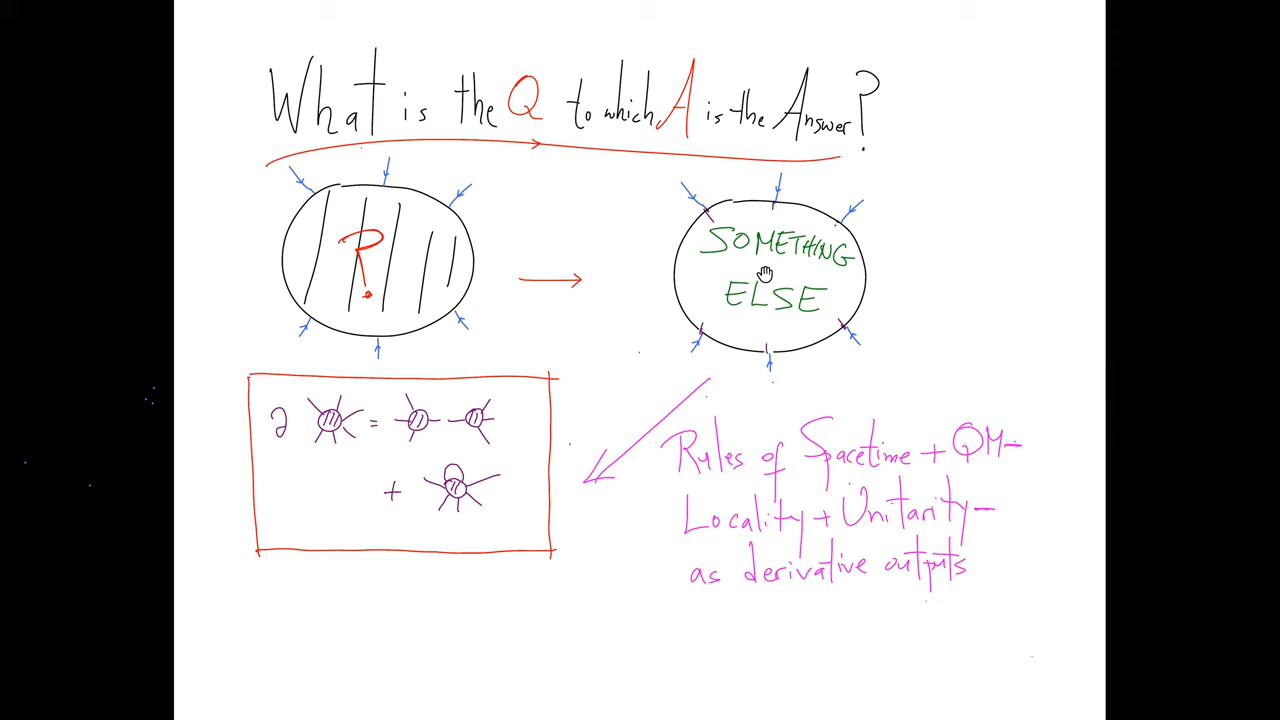 What is the Q to which A is the Answer?
?
SOMETHING
ELSE
∂ =
+
Rules of Spacetime + QM-
Locality + Unitarity-
as derivative outputs